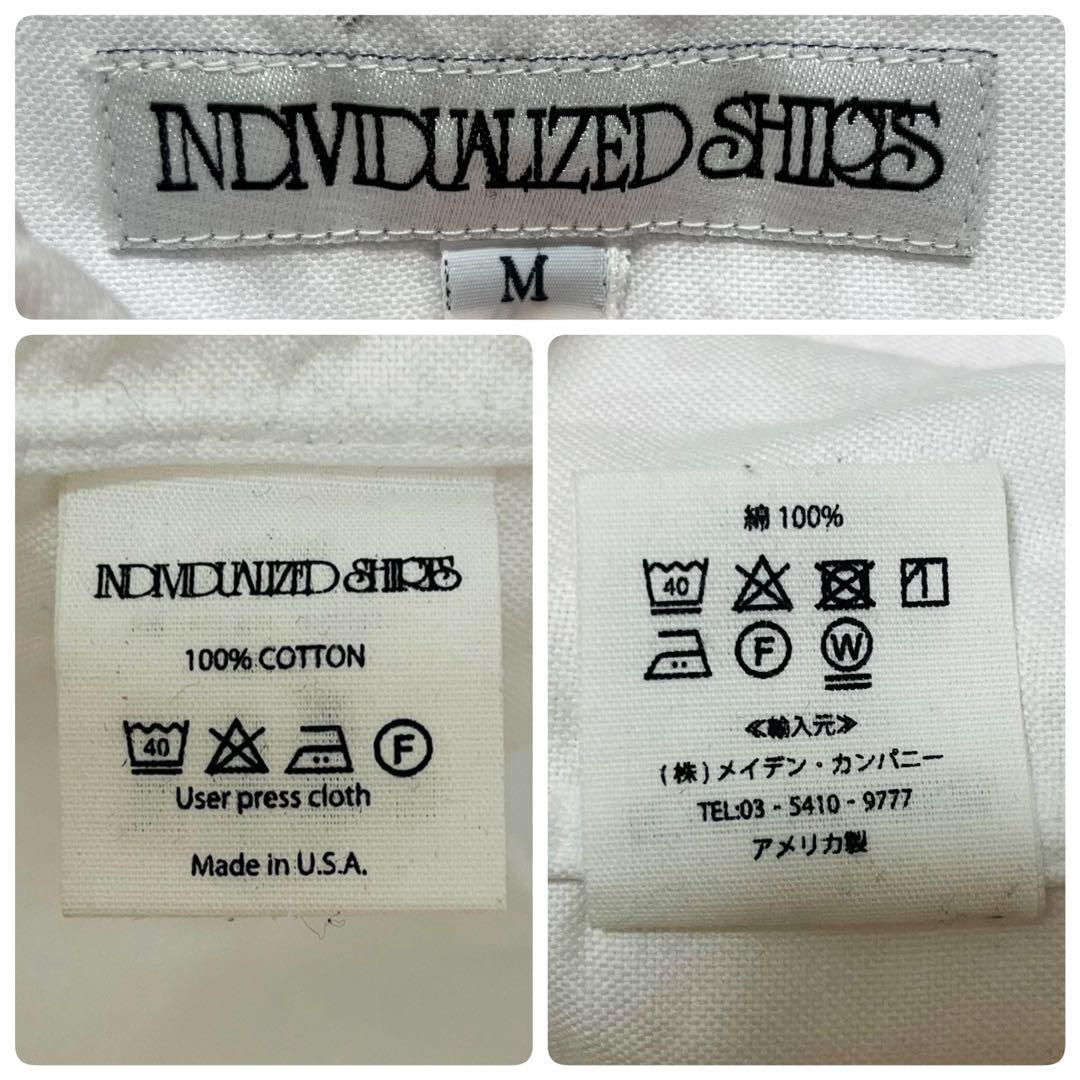 INDIVIDUALIZED SHIRTS
M
INDIVIDUALIZED SHIRTS
100% COTTON
40 F
User press cloth
Made in U.S.A.
綿 100%
40
F W
≪輸入元≫
(株)メイデン・カンパニー
TEL:03 - 5410 - 9777
アメリカ製